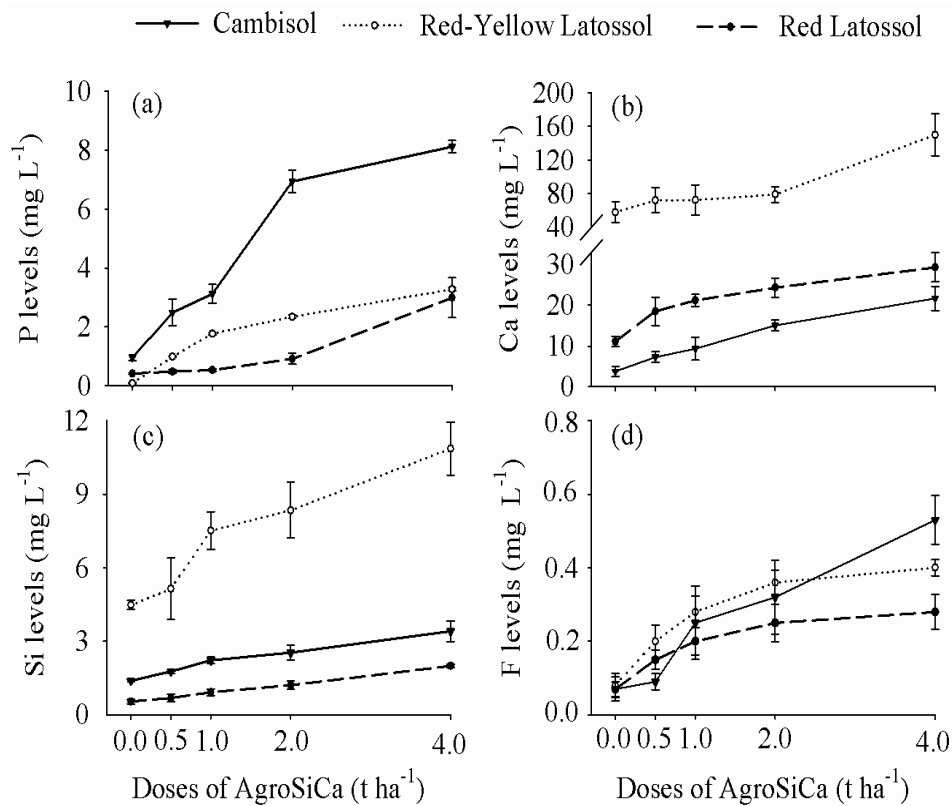 Cambisol Red-Yellow Latossol Red Latossol
(a)
P levels (mg L⁻¹)
10
8
6
4
2
0
(b)
Ca levels (mg L⁻¹)
200
160
120
80
40
30
20
10
0
(c)
Si levels (mg L⁻¹)
12
9
6
3
0
0.0 0.5 1.0 2.0 4.0
Doses of AgroSiCa (t ha⁻¹)
(d)
F levels (mg L⁻¹)
0.8
0.6
0.4
0.2
0.0
0.0 0.5 1.0 2.0 4.0
Doses of AgroSiCa (t ha⁻¹)